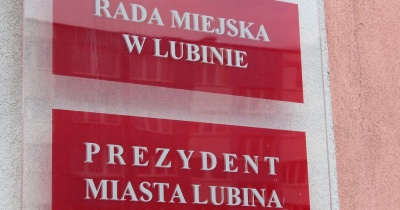 RADA MIEJSKA
W LUBINIE
PREZYDENT
MIASTA LUBINA